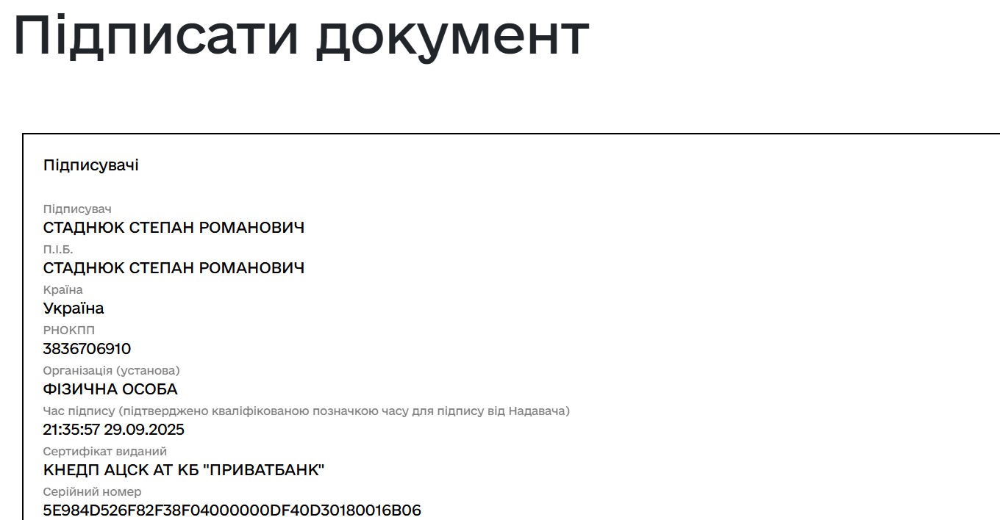 Підписати документ
Підписувачі
Підписувач
СТАДНЮК СТЕПАН РОМАНОВИЧ
П.І.Б.
СТАДНЮК СТЕПАН РОМАНОВИЧ
Країна
Україна
РНОКПП
3836706910
Організація (установа)
ФІЗИЧНА ОСОБА
Час підпису (підтверджено кваліфікованою позначкою часу для підпису від Надавача)
21:35:57 29.09.2025
Сертифікат виданий
КНЕДП АЦСК АТ КБ "ПРИВАТБАНК"
Серійний номер
5E984D526F82F38F04000000DF40D30180016B06